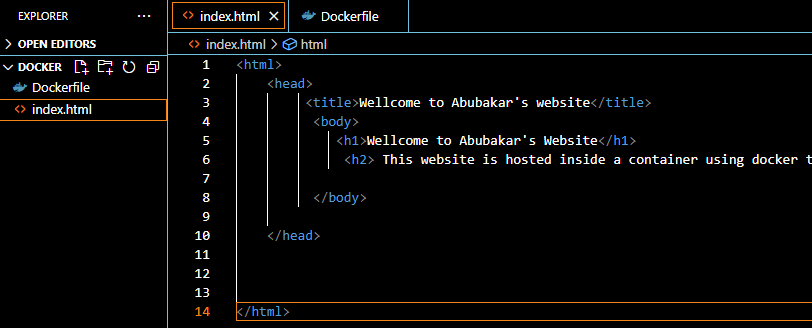 EXPLORER ···
OPEN EDITORS
DOCKER
Dockerfile
index.html
index.html Dockerfile
index.html > html
1 <html>
2 <head>
3 <title>Wellcome to Abubakar's website</title>
4 <body>
5 <h1>Wellcome to Abubakar's Website</h1>
6 <h2> This website is hosted inside a container using docker t
7
8 </body>
9
10 </head>
11
12
13
14 </html>